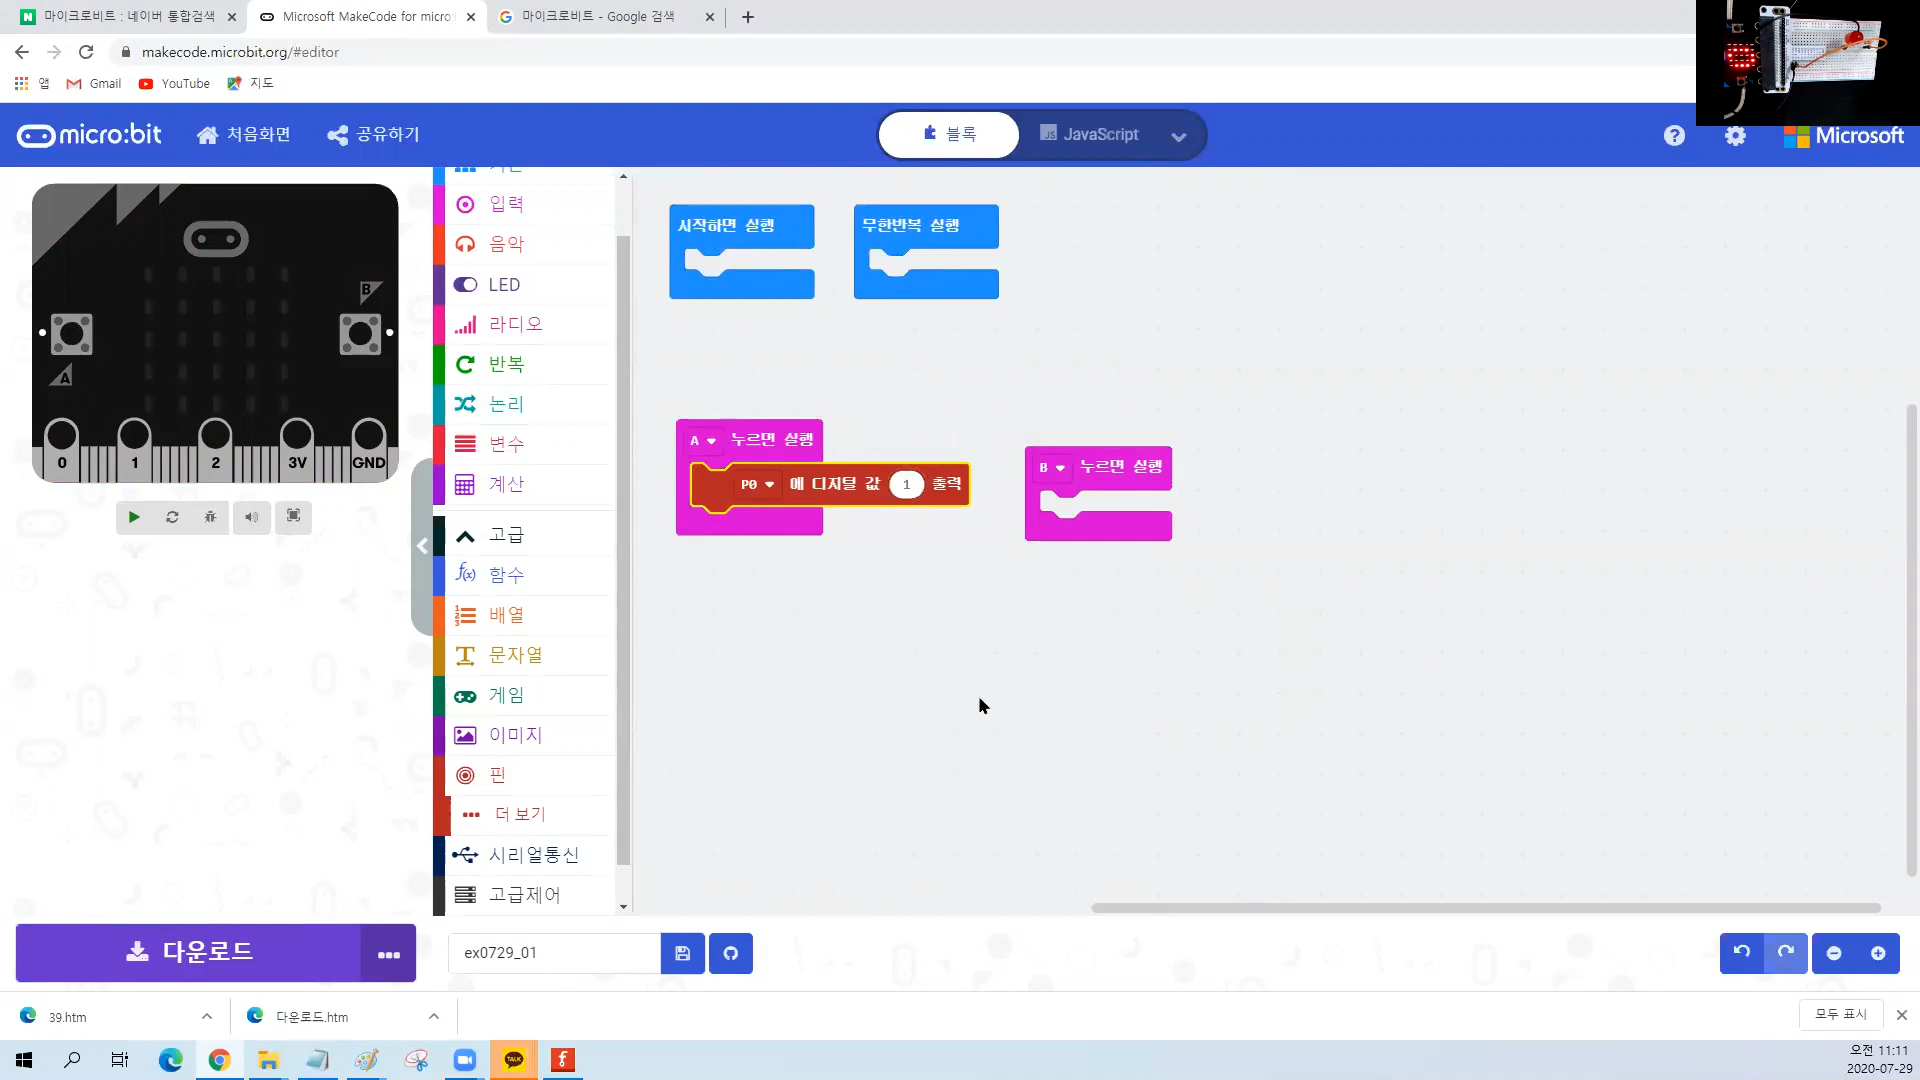 마이크로비트 : 네이버 통합검색
Microsoft MakeCode for micro:
마이크로비트 - Google 검색
makecode.microbit.org/#editor
앱
Gmail
YouTube
지도
micro:bit
처음화면
공유하기
블록
JS
JavaScript
?
Microsoft
입력
음악
LED
라디오
반복
논리
변수
계산
고급
f(x) 함수
배열
문자열
게임
이미지
핀
더 보기
시리얼통신
고급제어
시작하면 실행
무한반복 실행
A 누르면 실행
P0 에 디지털 값 1 출력
B 누르면 실행
B
A
0 1 2 3V GND
다운로드
ex0729_01
39.htm
다운로드.htm
모두 표시
TALK
오전 11:11
2020-07-29